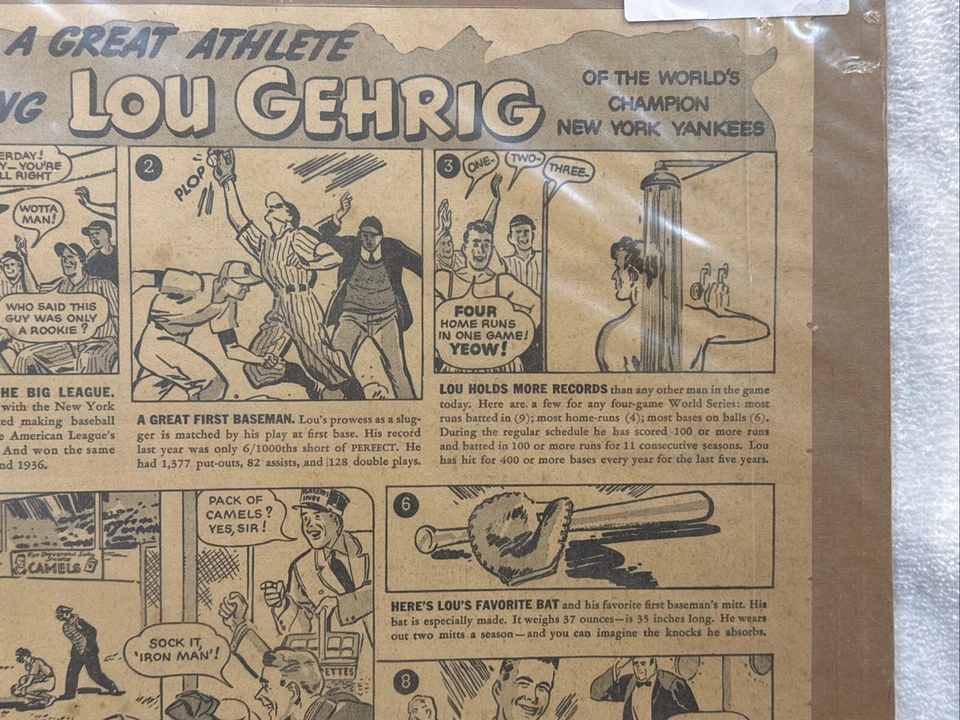 A GREAT ATHLETE
LOU GEHRIG
OF THE WORLD'S
CHAMPION
NEW YORK YANKEES
ERDAY!
Y—YOU'RE
LL RIGHT
WOTTA
MAN!
WHO SAID THIS
GUY WAS ONLY
A ROOKIE?
HE BIG LEAGUE.
with the New York
ted making baseball
e American League's
And won the same
nd 1936.
2
PLOP
A GREAT FIRST BASEMAN. Lou's prowess as a slug-
ger is matched by his play at first base. His record
last year was only 6/1000ths short of PERFECT. He
had 1,377 put-outs, 82 assists, and 128 double plays.
3
ONE-
TWO-
THREE-
FOUR
HOME RUNS
IN ONE GAME!
YEOW!
LOU HOLDS MORE RECORDS than any other man in the game
today. Here are a few for any four-game World Series: most
runs batted in (9); most home-runs (4); most bases on balls (6).
During the regular schedule he has scored 100 or more runs
and batted in 100 or more runs for 11 consecutive seasons. Lou
has hit for 400 or more bases every year for the last five years.
For Digestion's Sake
Smoke
CAMELS
SOCK IT,
'IRON MAN'!
PACK OF
CAMELS?
YES, SIR!
ETTES
6
HERE'S LOU'S FAVORITE BAT and his favorite first baseman's mitt. His
bat is especially made. It weighs 37 ounces—is 35 inches long. He wears
out two mitts a season—and you can imagine the knocks he absorbs.
8